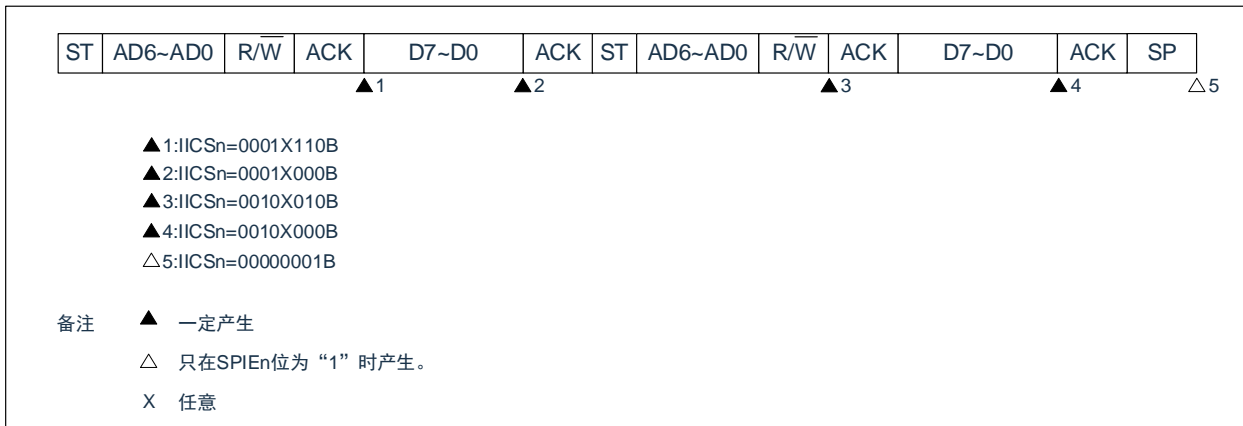 ST AD6~AD0 R/W̅ ACK D7~D0 ACK ST AD6~AD0 R/W̅ ACK D7~D0 ACK SP
▲1 ▲2 ▲3 ▲4 △5
▲1:IICSn=0001X110B
▲2:IICSn=0001X000B
▲3:IICSn=0010X010B
▲4:IICSn=0010X000B
△5:IICSn=00000001B
备注 ▲ 一定产生
△ 只在SPIEn位为“1”时产生。
X 任意